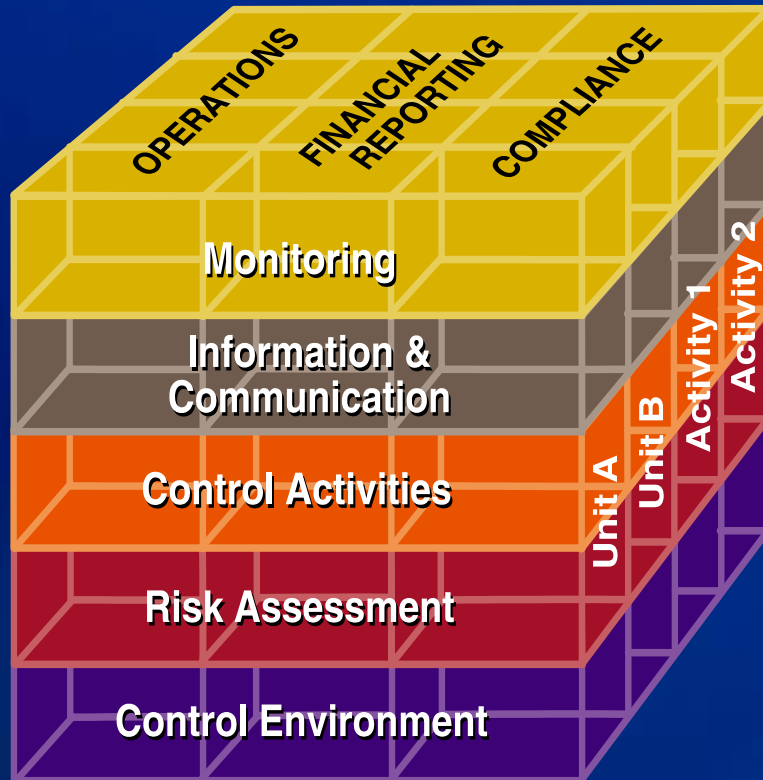 OPERATIONS
FINANCIAL
REPORTING
COMPLIANCE
Monitoring
Information &
Communication
Control Activities
Risk Assessment
Control Environment
Unit A
Unit B
Activity 1
Activity 2